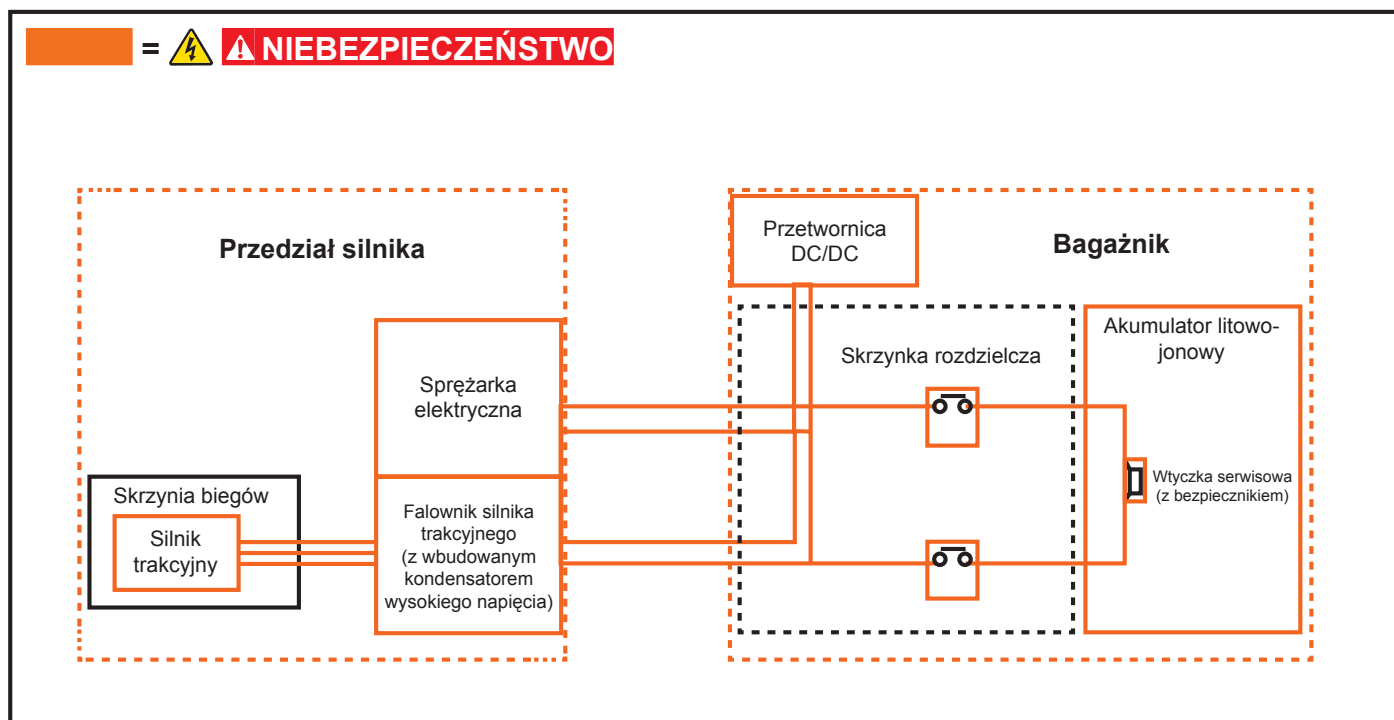 = NIEBEZPIECZEŃSTWO
Przedział silnika
Przetwornica
DC/DC
Bagażnik
Sprężarka
elektryczna
Skrzynka rozdzielcza
Akumulator litowo-
jonowy
Skrzynia biegów
Silnik
trakcyjny
Falownik silnika
trakcyjnego
(z wbudowanym
kondensatorem
wysokiego napięcia)
Wtyczka serwisowa
(z bezpiecznikiem)